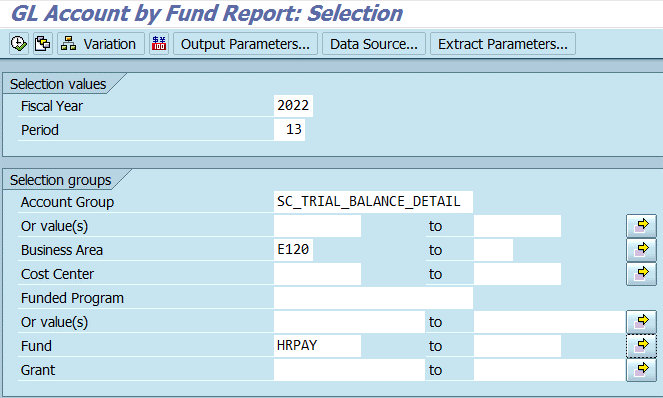 GL Account by Fund Report: Selection
Variation Output Parameters... Data Source... Extract Parameters...
Selection values
Fiscal Year 2022
Period 13
Selection groups
Account Group SC_TRIAL_BALANCE_DETAIL
Or value(s) to
Business Area E120 to
Cost Center to
Funded Program
Or value(s) to
Fund HRPAY to
Grant to